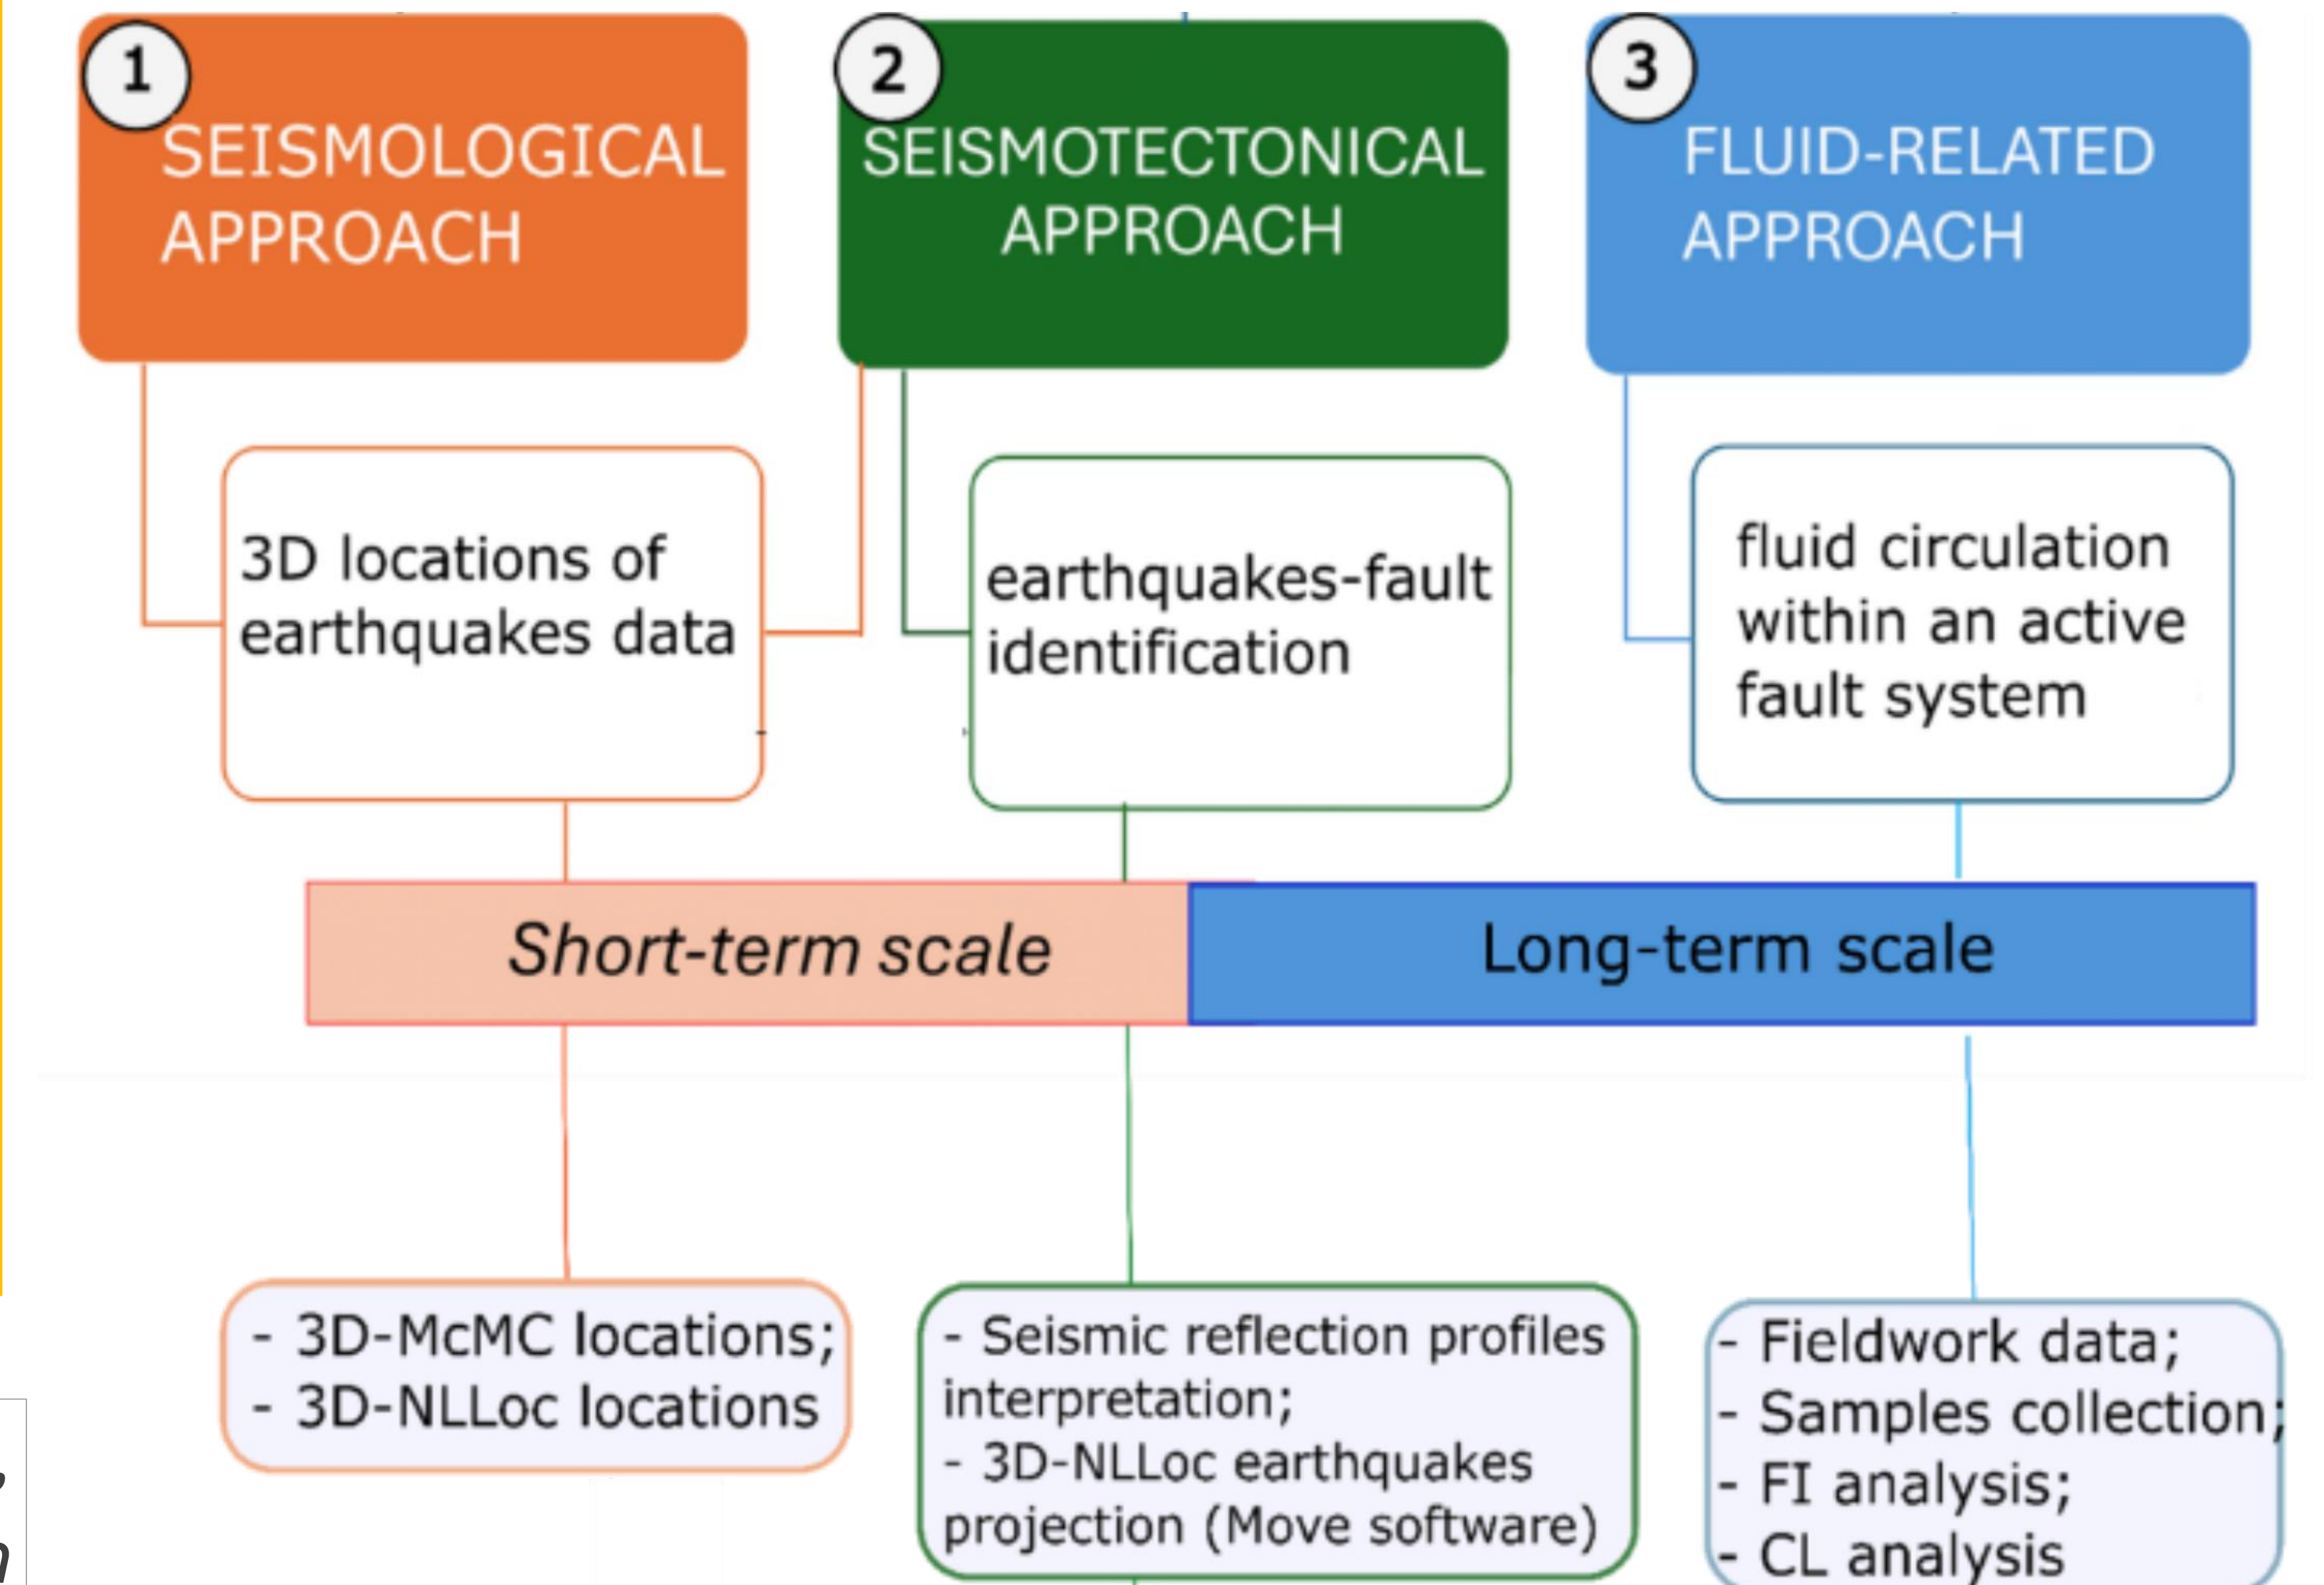 1
SEISMOLOGICAL
APPROACH
2
SEISMOTECTONICAL
APPROACH
3
FLUID-RELATED
APPROACH
3D locations of
earthquakes data
earthquakes-fault
identification
fluid circulation
within an active
fault system
Short-term scale
Long-term scale
- 3D-McMC locations;
- 3D-NLLoc locations
- Seismic reflection profiles
interpretation;
- 3D-NLLoc earthquakes
projection (Move software)
- Fieldwork data;
- Samples collection;
- FI analysis;
- CL analysis